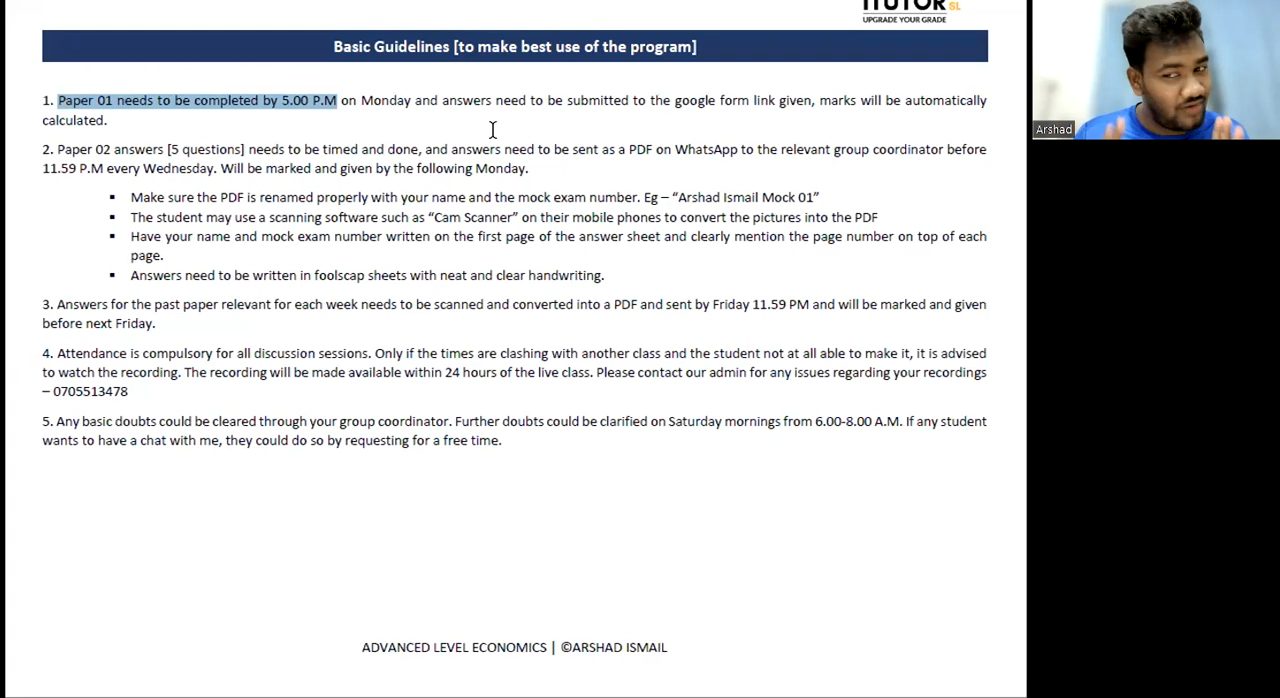 ITUTOR SL
UPGRADE YOUR GRADE
Basic Guidelines [to make best use of the program]
1. Paper 01 needs to be completed by 5.00 P.M on Monday and answers need to be submitted to the google form link given, marks will be automatically
calculated.
2. Paper 02 answers [5 questions] needs to be timed and done, and answers need to be sent as a PDF on WhatsApp to the relevant group coordinator before
11.59 P.M every Wednesday. Will be marked and given by the following Monday.
▪ Make sure the PDF is renamed properly with your name and the mock exam number. Eg – “Arshad Ismail Mock 01”
▪ The student may use a scanning software such as “Cam Scanner” on their mobile phones to convert the pictures into the PDF
▪ Have your name and mock exam number written on the first page of the answer sheet and clearly mention the page number on top of each
page.
▪ Answers need to be written in foolscap sheets with neat and clear handwriting.
3. Answers for the past paper relevant for each week needs to be scanned and converted into a PDF and sent by Friday 11.59 PM and will be marked and given
before next Friday.
4. Attendance is compulsory for all discussion sessions. Only if the times are clashing with another class and the student not at all able to make it, it is advised
to watch the recording. The recording will be made available within 24 hours of the live class. Please contact our admin for any issues regarding your recordings
– 0705513478
5. Any basic doubts could be cleared through your group coordinator. Further doubts could be clarified on Saturday mornings from 6.00-8.00 A.M. If any student
wants to have a chat with me, they could do so by requesting for a free time.
ADVANCED LEVEL ECONOMICS | ©ARSHAD ISMAIL
Arshad